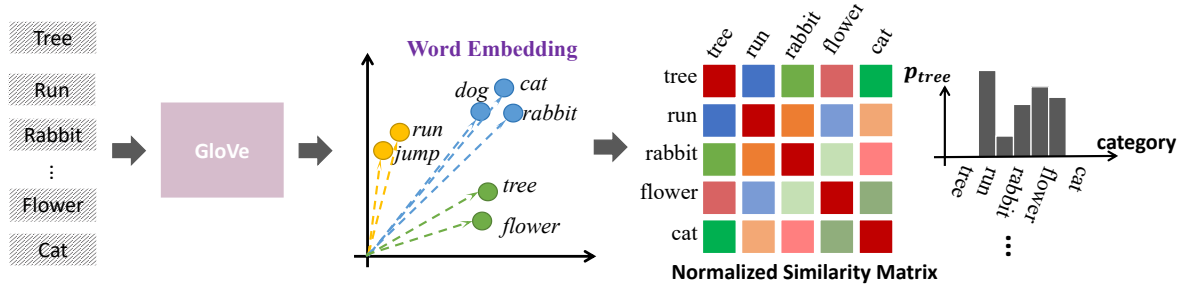 Tree
Run
Rabbit
...
Flower
Cat
GloVe
Word Embedding
cat
dog
rabbit
run
jump
tree
flower
tree run rabbit flower cat
tree
run
rabbit
flower
cat
Normalized Similarity Matrix
p_tree
category
tree run rabbit flower cat
...